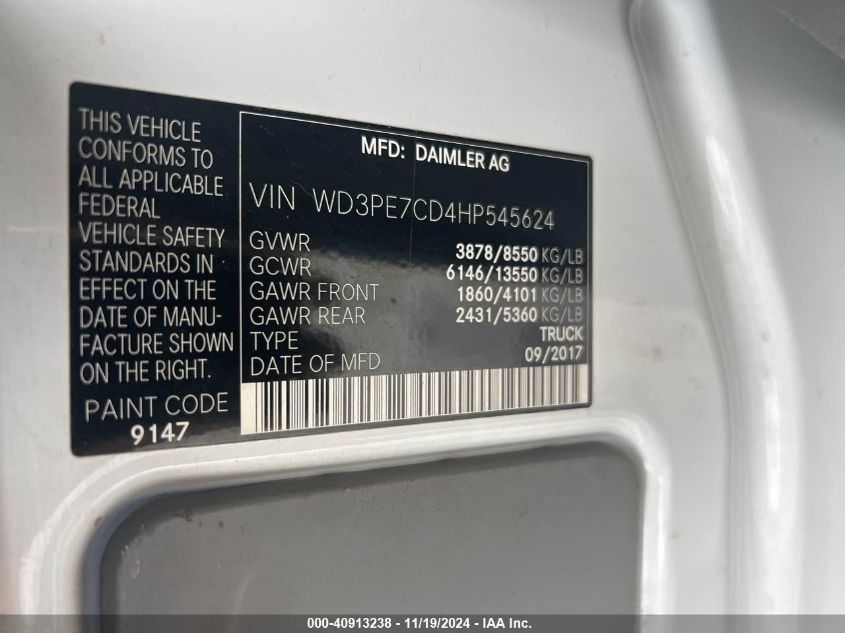 THIS VEHICLE
CONFORMS TO
ALL APPLICABLE
FEDERAL
VEHICLE SAFETY
STANDARDS IN
EFFECT ON THE
DATE OF MANU-
FACTURE SHOWN
ON THE RIGHT.
PAINT CODE
9147
MFD: DAIMLER AG
VIN WD3PE7CD4HP545624
GVWR 3878/8550 KG/LB
GCWR 6146/13550 KG/LB
GAWR FRONT 1860/4101 KG/LB
GAWR REAR 2431/5360 KG/LB
TYPE TRUCK
DATE OF MFD 09/2017
000-40913238 - 11/19/2024 - IAA Inc.